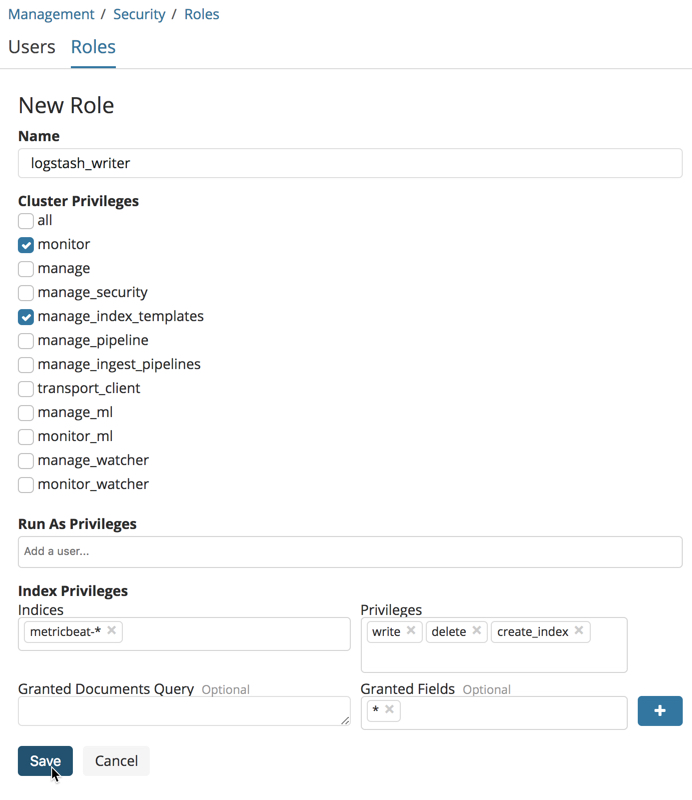 Management / Security / Roles
Users Roles
New Role
Name
logstash_writer
Cluster Privileges
all
monitor
manage
manage_security
manage_index_templates
manage_pipeline
manage_ingest_pipelines
transport_client
manage_ml
monitor_ml
manage_watcher
monitor_watcher
Run As Privileges
Add a user...
Index Privileges
Indices Privileges
metricbeat-* × write × delete × create_index ×
Granted Documents Query Optional Granted Fields Optional
* × +
Save Cancel